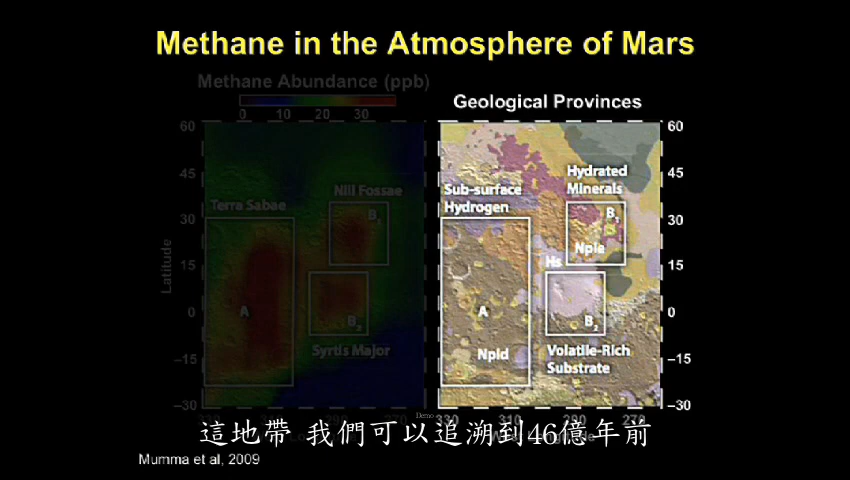 Methane in the Atmosphere of Mars
Methane Abundance (ppb)
0 10 20 30
Geological Provinces
60
45
30
15
0
-15
-30
Latitude
Terra Sabae
Nili Fossae
B1
A
B2
Syrtis Major
60
45
30
15
0
-15
-30
Sub-surface
Hydrogen
Hydrated
Minerals
B1
Nple
Hs
A
B2
Npld
Volatile-Rich
Substrate
330 310 290 270
Demo
這地帶 我們可以追溯到46億年前
Mumma et al, 2009